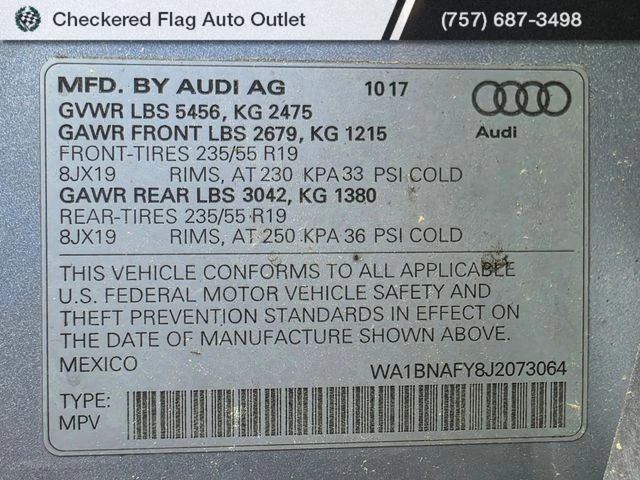 Checkered Flag Auto Outlet
(757) 687-3498
MFD. BY AUDI AG 10 17
GVWR LBS 5456, KG 2475
GAWR FRONT LBS 2679, KG 1215
Audi
FRONT-TIRES 235/55 R19
8JX19 RIMS, AT 230 KPA 33 PSI COLD
GAWR REAR LBS 3042, KG 1380
REAR-TIRES 235/55 R19
8JX19 RIMS, AT 250 KPA 36 PSI COLD
THIS VEHICLE CONFORMS TO ALL APPLICABLE
U.S. FEDERAL MOTOR VEHICLE SAFETY AND
THEFT PREVENTION STANDARDS IN EFFECT ON
THE DATE OF MANUFACTURE SHOWN ABOVE.
MEXICO WA1BNAFY8J2073064
TYPE:
MPV